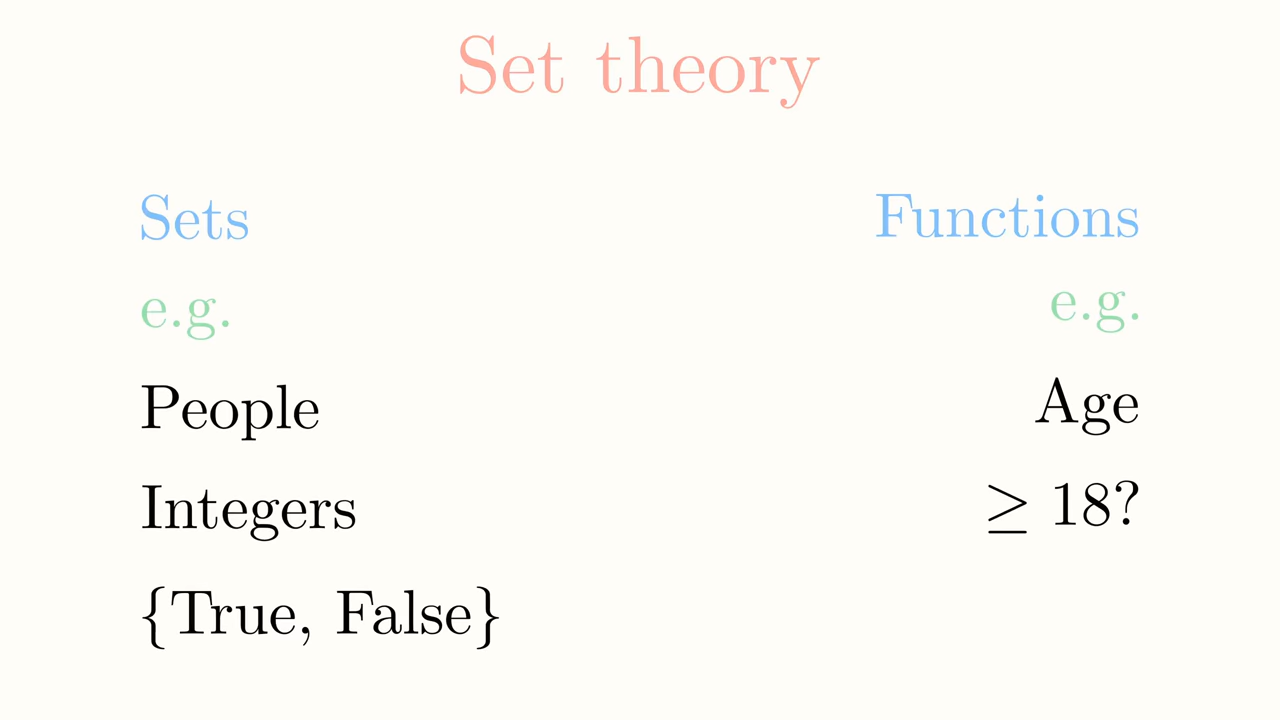 Set theory
Sets
e.g.
People
Integers
{True, False}
Functions
e.g.
Age
≥ 18?